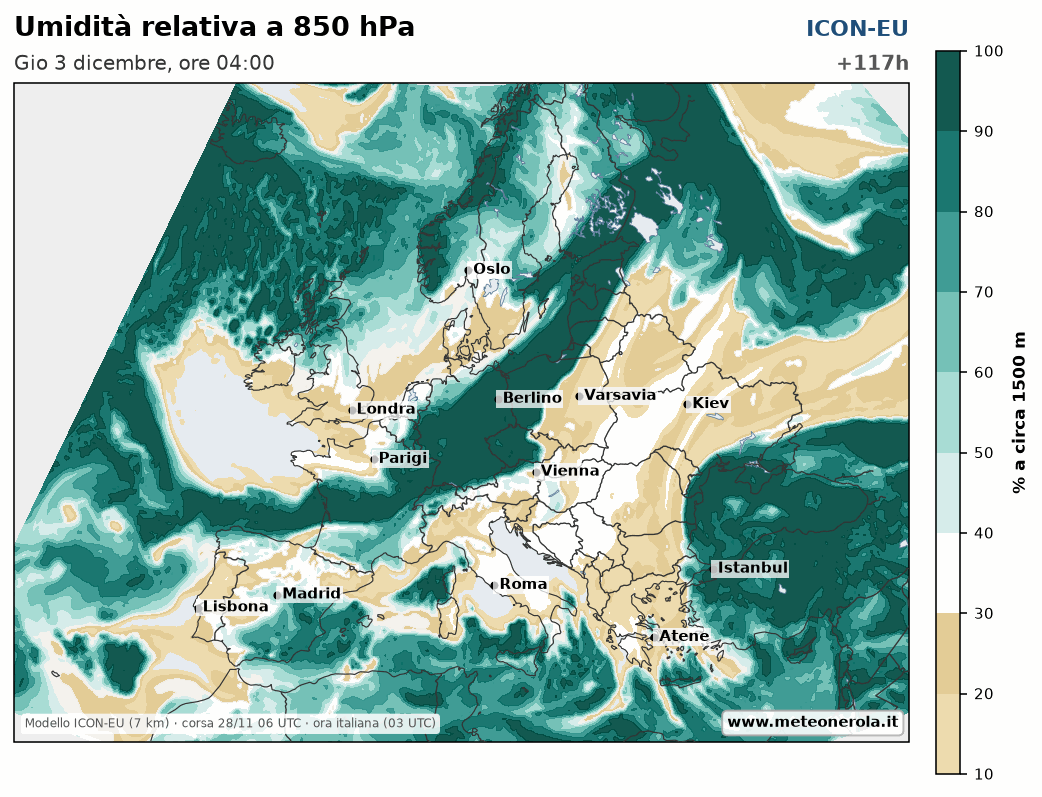 Umidità relativa a 850 hPa
ICON-EU
Gio 3 dicembre, ore 04:00
+117h
100
90
80
70
60
50
40
30
20
10
% a circa 1500 m
Oslo
Londra
Berlino
Varsavia
Kiev
Parigi
Vienna
Istanbul
Roma
Madrid
Lisbona
Atene
Modello ICON-EU (7 km) · corsa 28/11 06 UTC · ora italiana (03 UTC)
www.meteonerola.it